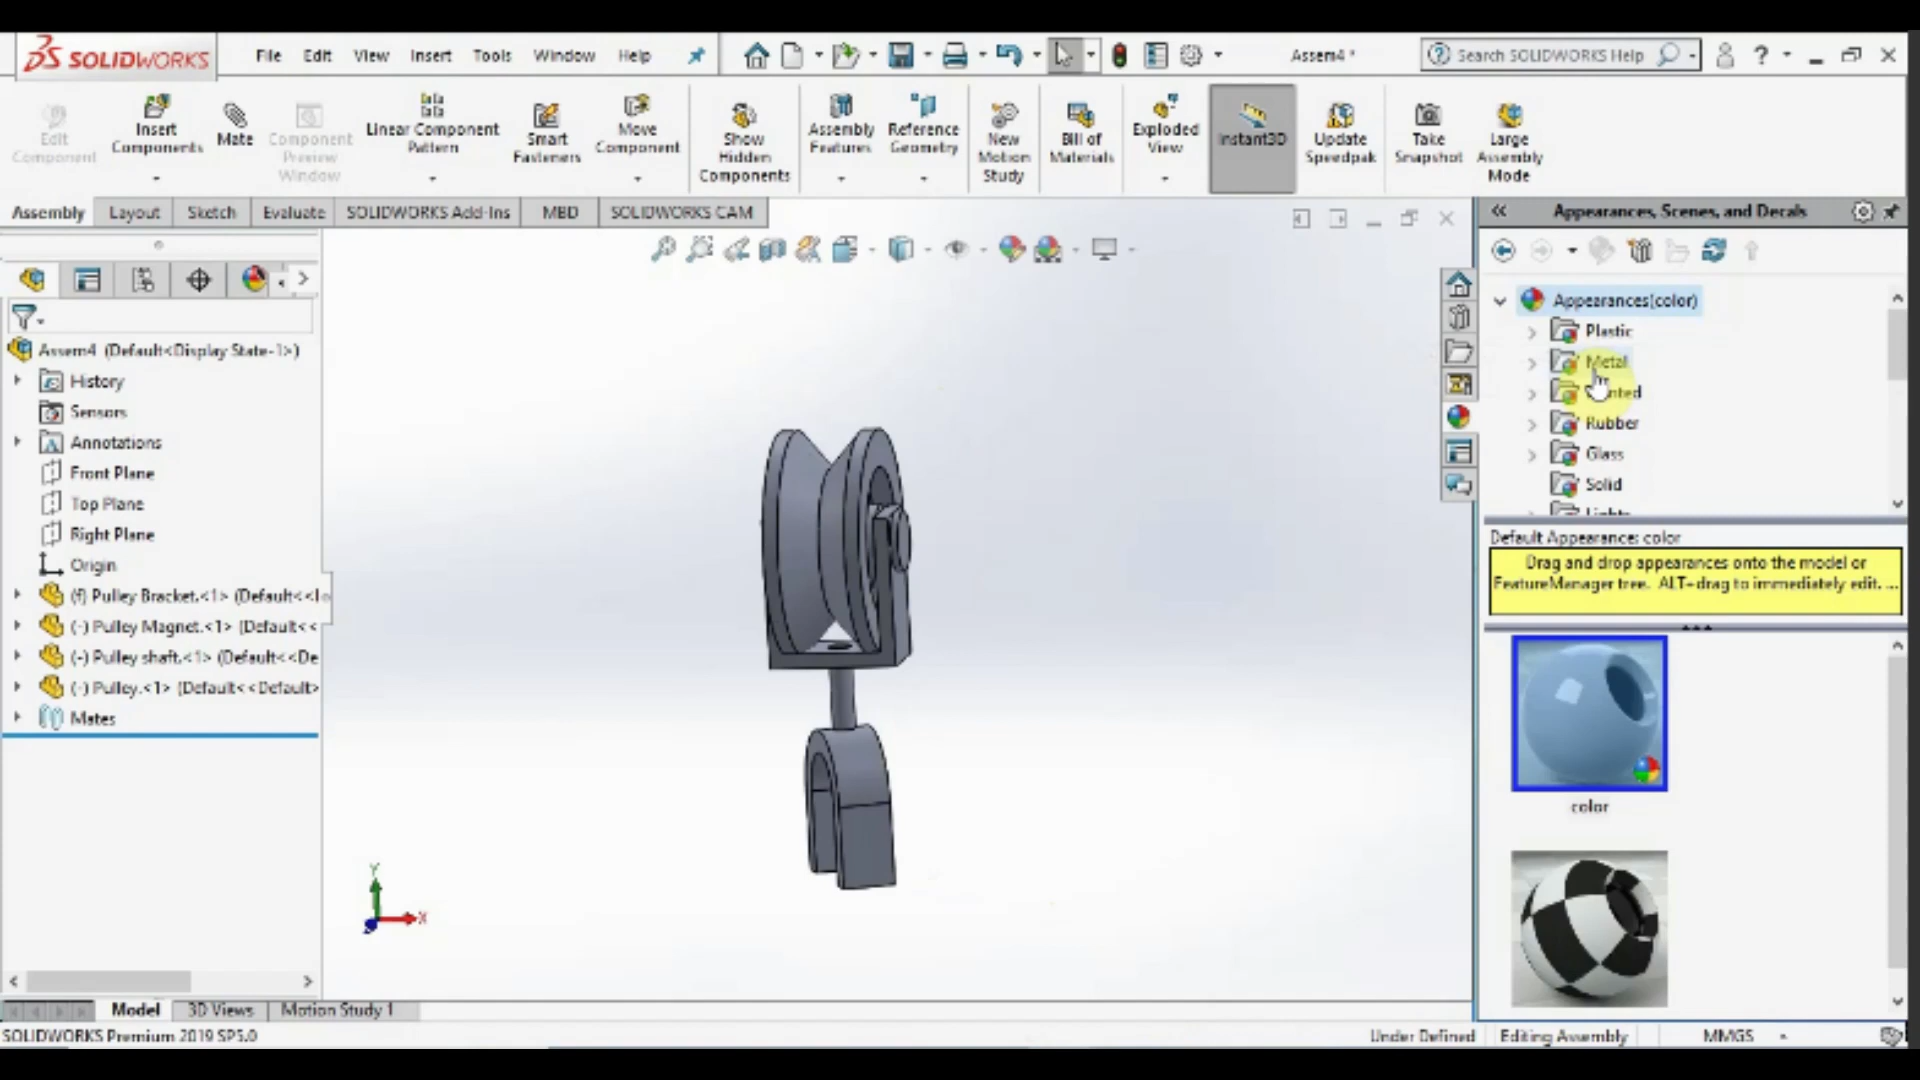 SOLIDWORKS
File Edit View Insert Tools Window Help
Assem4 *
Search SOLIDWORKS Help
Edit Component
Insert Components
Mate
Component Preview Window
Linear Component Pattern
Smart Fasteners
Move Component
Show Hidden Components
Assembly Features
Reference Geometry
New Motion Study
Bill of Materials
Exploded View
Instant3D
Update Speedpak
Take Snapshot
Large Assembly Mode
Assembly Layout Sketch Evaluate SOLIDWORKS Add-Ins MBD SOLIDWORKS CAM
Appearances, Scenes, and Decals
Assem4 (Default<Display State-1>)
History
Sensors
Annotations
Front Plane
Top Plane
Right Plane
Origin
(f) Pulley Bracket.<1> (Default<<
(-) Pulley Magnet.<1> (Default<<
(-) Pulley shaft.<1> (Default<<De
(-) Pulley.<1> (Default<<Default>
Mates
Y
X
Appearances(color)
Plastic
Metal
Rubber
Glass
Solid
Lights
Default Appearance: color
Drag and drop appearances onto the model or
FeatureManager tree. ALT+drag to immediately edit. ...
color
Model 3D Views Motion Study 1
SOLIDWORKS Premium 2019 SP5.0
Under Defined Editing Assembly MMGS